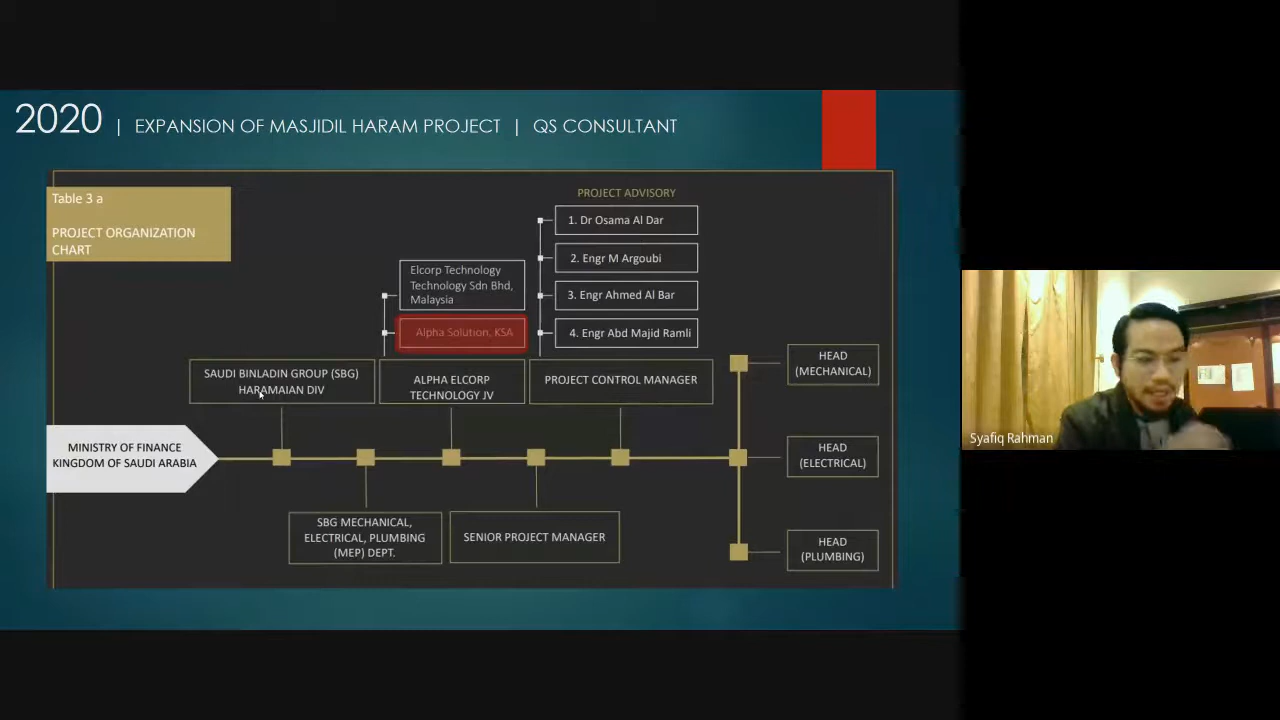 2020 | EXPANSION OF MASJIDIL HARAM PROJECT | QS CONSULTANT
Table 3 a
PROJECT ORGANIZATION
CHART
PROJECT ADVISORY
1. Dr Osama Al Dar
2. Engr M Argoubi
3. Engr Ahmed Al Bar
4. Engr Abd Majid Ramli
Elcorp Technology
Technology Sdn Bhd,
Malaysia
Alpha Solution, KSA
SAUDI BINLADIN GROUP (SBG)
HARAMAIAN DIV
ALPHA ELCORP
TECHNOLOGY JV
PROJECT CONTROL MANAGER
HEAD
(MECHANICAL)
MINISTRY OF FINANCE
KINGDOM OF SAUDI ARABIA
HEAD
(ELECTRICAL)
SBG MECHANICAL,
ELECTRICAL, PLUMBING
(MEP) DEPT.
SENIOR PROJECT MANAGER
HEAD
(PLUMBING)
Syafiq Rahman